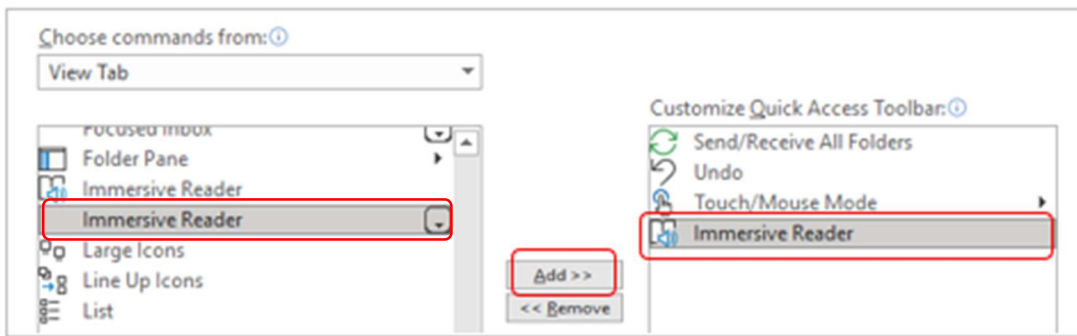 Choose commands from:
View Tab
Focused Inbox
Folder Pane
Immersive Reader
Immersive Reader
Large Icons
Line Up Icons
List
Add >>
<< Remove
Customize Quick Access Toolbar:
Send/Receive All Folders
Undo
Touch/Mouse Mode
Immersive Reader